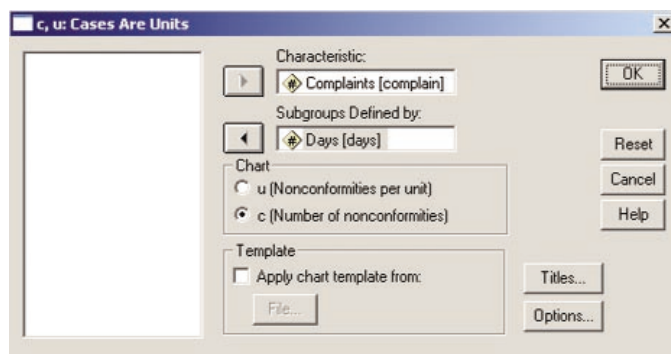 c, u: Cases Are Units
Characteristic:
Complaints [complain]
Subgroups Defined by:
Days [days]
Chart
u (Nonconformities per unit)
c (Number of nonconformities)
Template
Apply chart template from:
File...
OK
Reset
Cancel
Help
Titles...
Options...